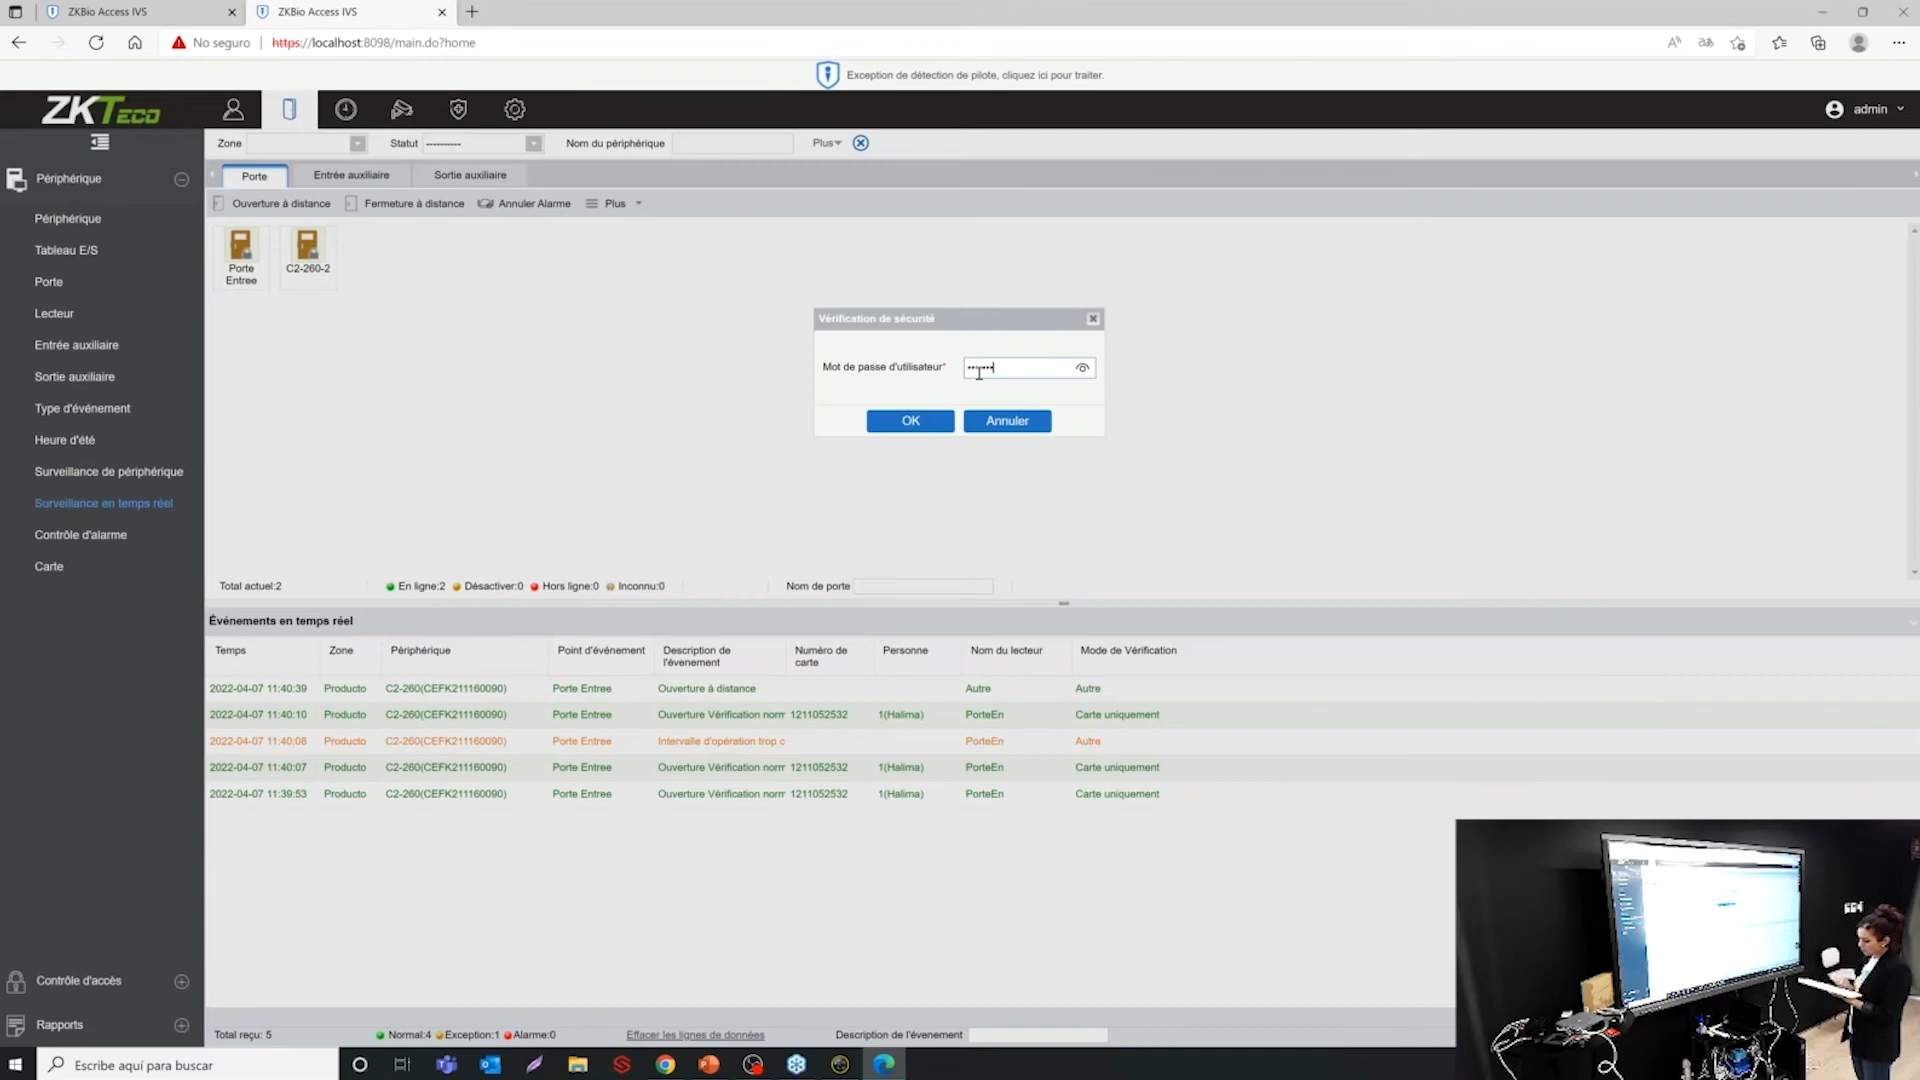 ZKBio Access IVS
ZKBio Access IVS
No seguro
https://localhost:8098/main.do?home
Exception de détection de pilote, cliquez ici pour traiter.
ZKTECO
admin
Zone
Statut
----------
Nom du périphérique
Plus
Périphérique
Porte
Entrée auxiliaire
Sortie auxiliaire
Ouverture à distance
Fermeture à distance
Annuler Alarme
Plus
Périphérique
Tableau E/S
Porte
Lecteur
Entrée auxiliaire
Sortie auxiliaire
Type d'événement
Heure d'été
Surveillance de périphérique
Surveillance en temps réel
Contrôle d'alarme
Carte
Porte
Entree
C2-260-2
Vérification de sécurité
Mot de passe d'utilisateur*
OK
Annuler
Total actuel:2
En ligne:2
Désactiver:0
Hors ligne:0
Inconnu:0
Nom de porte
Événements en temps réel
Temps
Zone
Périphérique
Point d'événement
Description de
l'évenement
Numéro de
carte
Personne
Nom du lecteur
Mode de Vérification
2022-04-07 11:40:39 Producto C2-260(CEFK211160090) Porte Entree Ouverture à distance Autre Autre
2022-04-07 11:40:10 Producto C2-260(CEFK211160090) Porte Entree Ouverture Vérification norm 1211052532 1(Halima) PorteEn Carte uniquement
2022-04-07 11:40:08 Producto C2-260(CEFK211160090) Porte Entree Intervalle d'opération trop c PorteEn Autre
2022-04-07 11:40:07 Producto C2-260(CEFK211160090) Porte Entree Ouverture Vérification norm 1211052532 1(Halima) PorteEn Carte uniquement
2022-04-07 11:39:53 Producto C2-260(CEFK211160090) Porte Entree Ouverture Vérification norm 1211052532 1(Halima) PorteEn Carte uniquement
Contrôle d'accès
Rapports
Total reçu: 5
Normal:4
Exception:1
Alarme:0
Effacer les lignes de données
Description de l'évenement
Escribe aquí para buscar